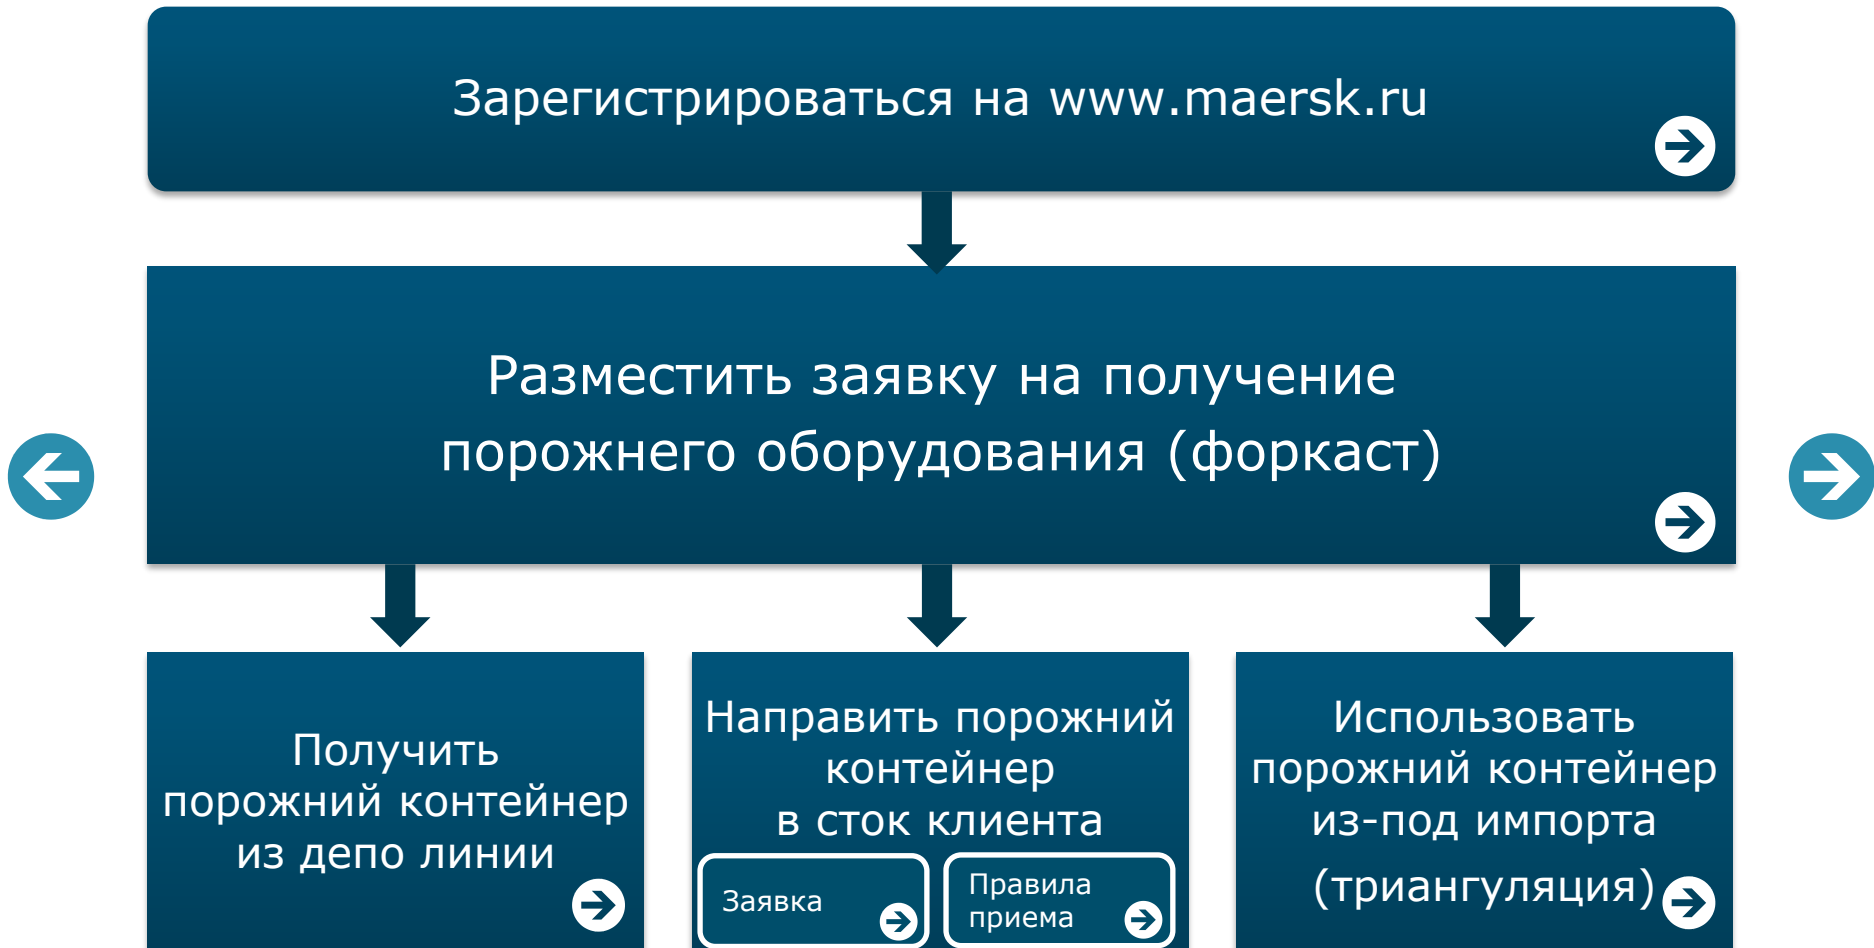 Зарегистрироваться на www.maersk.ru
Разместить заявку на получение
порожнего оборудования (форкаст)
Получить
порожний контейнер
из депо линии
Направить порожний
контейнер
в сток клиента
Заявка
Правила
приема
Использовать
порожний контейнер
из-под импорта
(триангуляция)